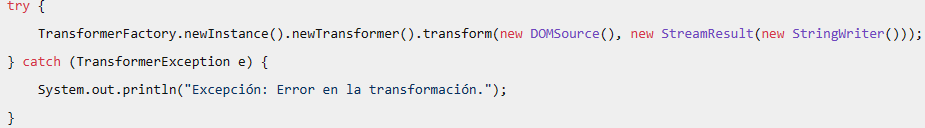 try {
TransformerFactory.newInstance().newTransformer().transform(new DOMSource(), new StreamResult(new StringWriter()));
} catch (TransformerException e) {
System.out.println("Excepción: Error en la transformación.");
}